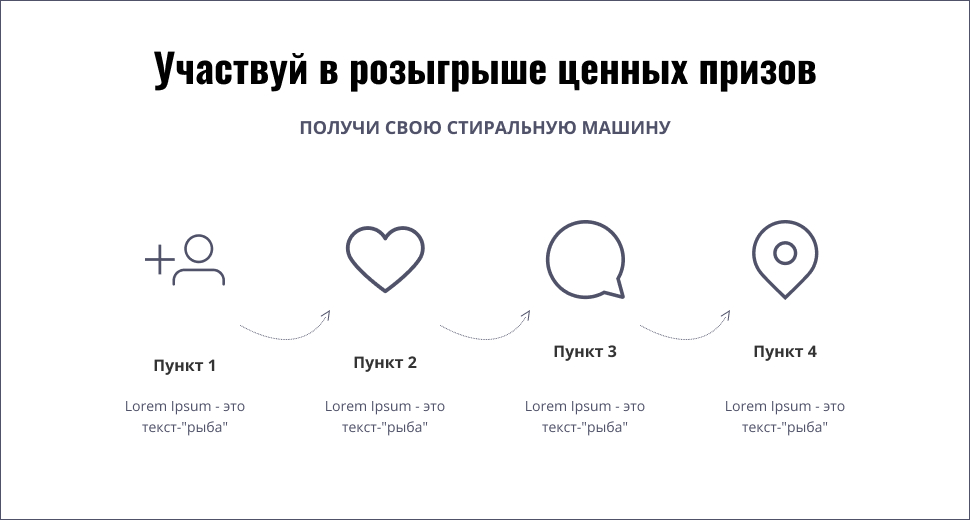 Участвуй в розыгрыше ценных призов
ПОЛУЧИ СВОЮ СТИРАЛЬНУЮ МАШИНУ
Пункт 1
Lorem Ipsum - это
текст-"рыба"
Пункт 2
Lorem Ipsum - это
текст-"рыба"
Пункт 3
Lorem Ipsum - это
текст-"рыба"
Пункт 4
Lorem Ipsum - это
текст-"рыба"